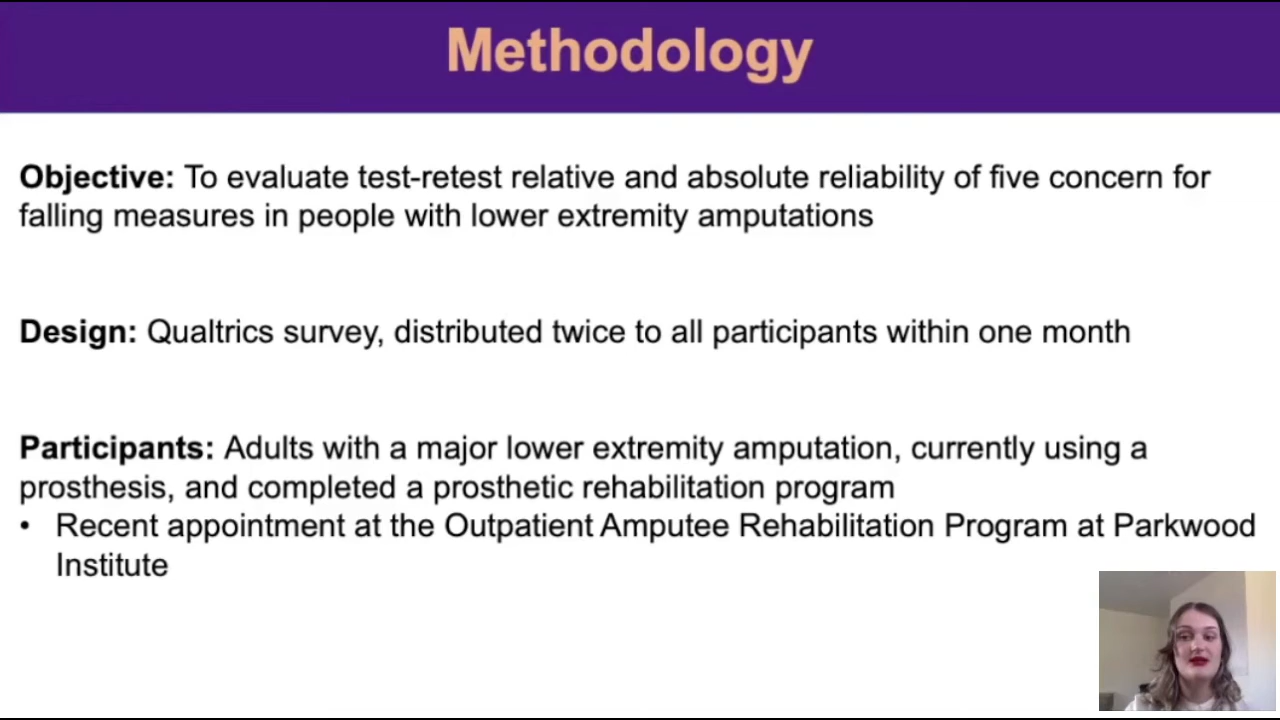 Methodology
Objective: To evaluate test-retest relative and absolute reliability of five concern for
falling measures in people with lower extremity amputations
Design: Qualtrics survey, distributed twice to all participants within one month
Participants: Adults with a major lower extremity amputation, currently using a
prosthesis, and completed a prosthetic rehabilitation program
• Recent appointment at the Outpatient Amputee Rehabilitation Program at Parkwood
Institute